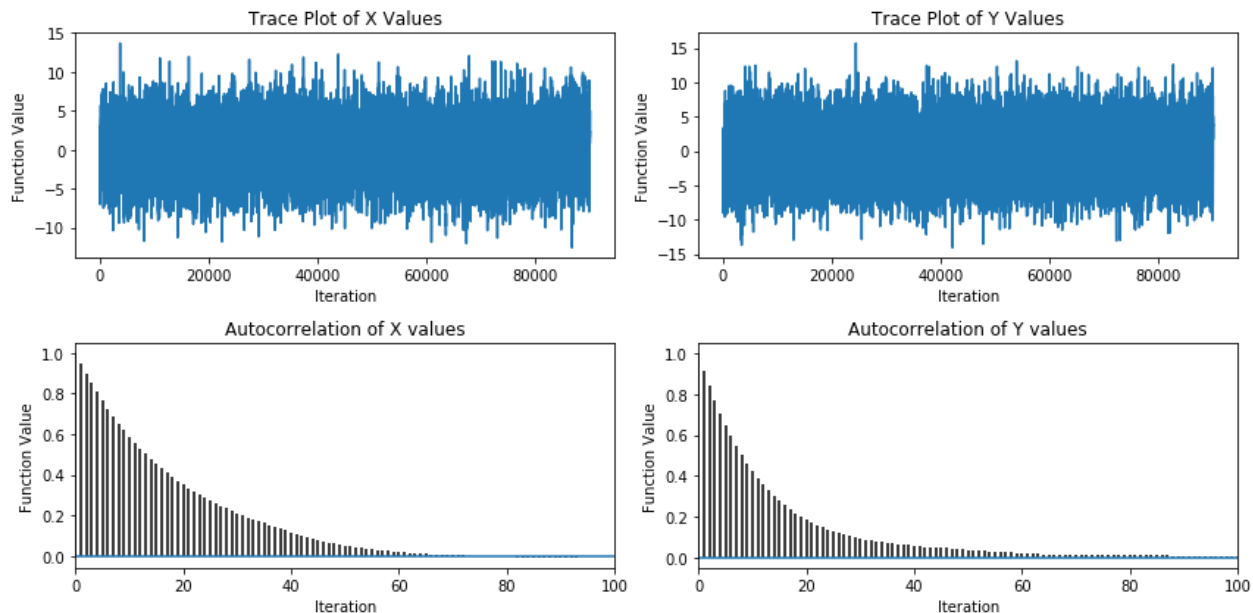 Trace Plot of X Values
Function Value
15
10
5
0
−5
−10
0 20000 40000 60000 80000
Iteration
Trace Plot of Y Values
Function Value
15
10
5
0
−5
−10
−15
0 20000 40000 60000 80000
Iteration
Autocorrelation of X values
Function Value
1.0
0.8
0.6
0.4
0.2
0.0
0 20 40 60 80 100
Iteration
Autocorrelation of Y values
Function Value
1.0
0.8
0.6
0.4
0.2
0.0
0 20 40 60 80 100
Iteration